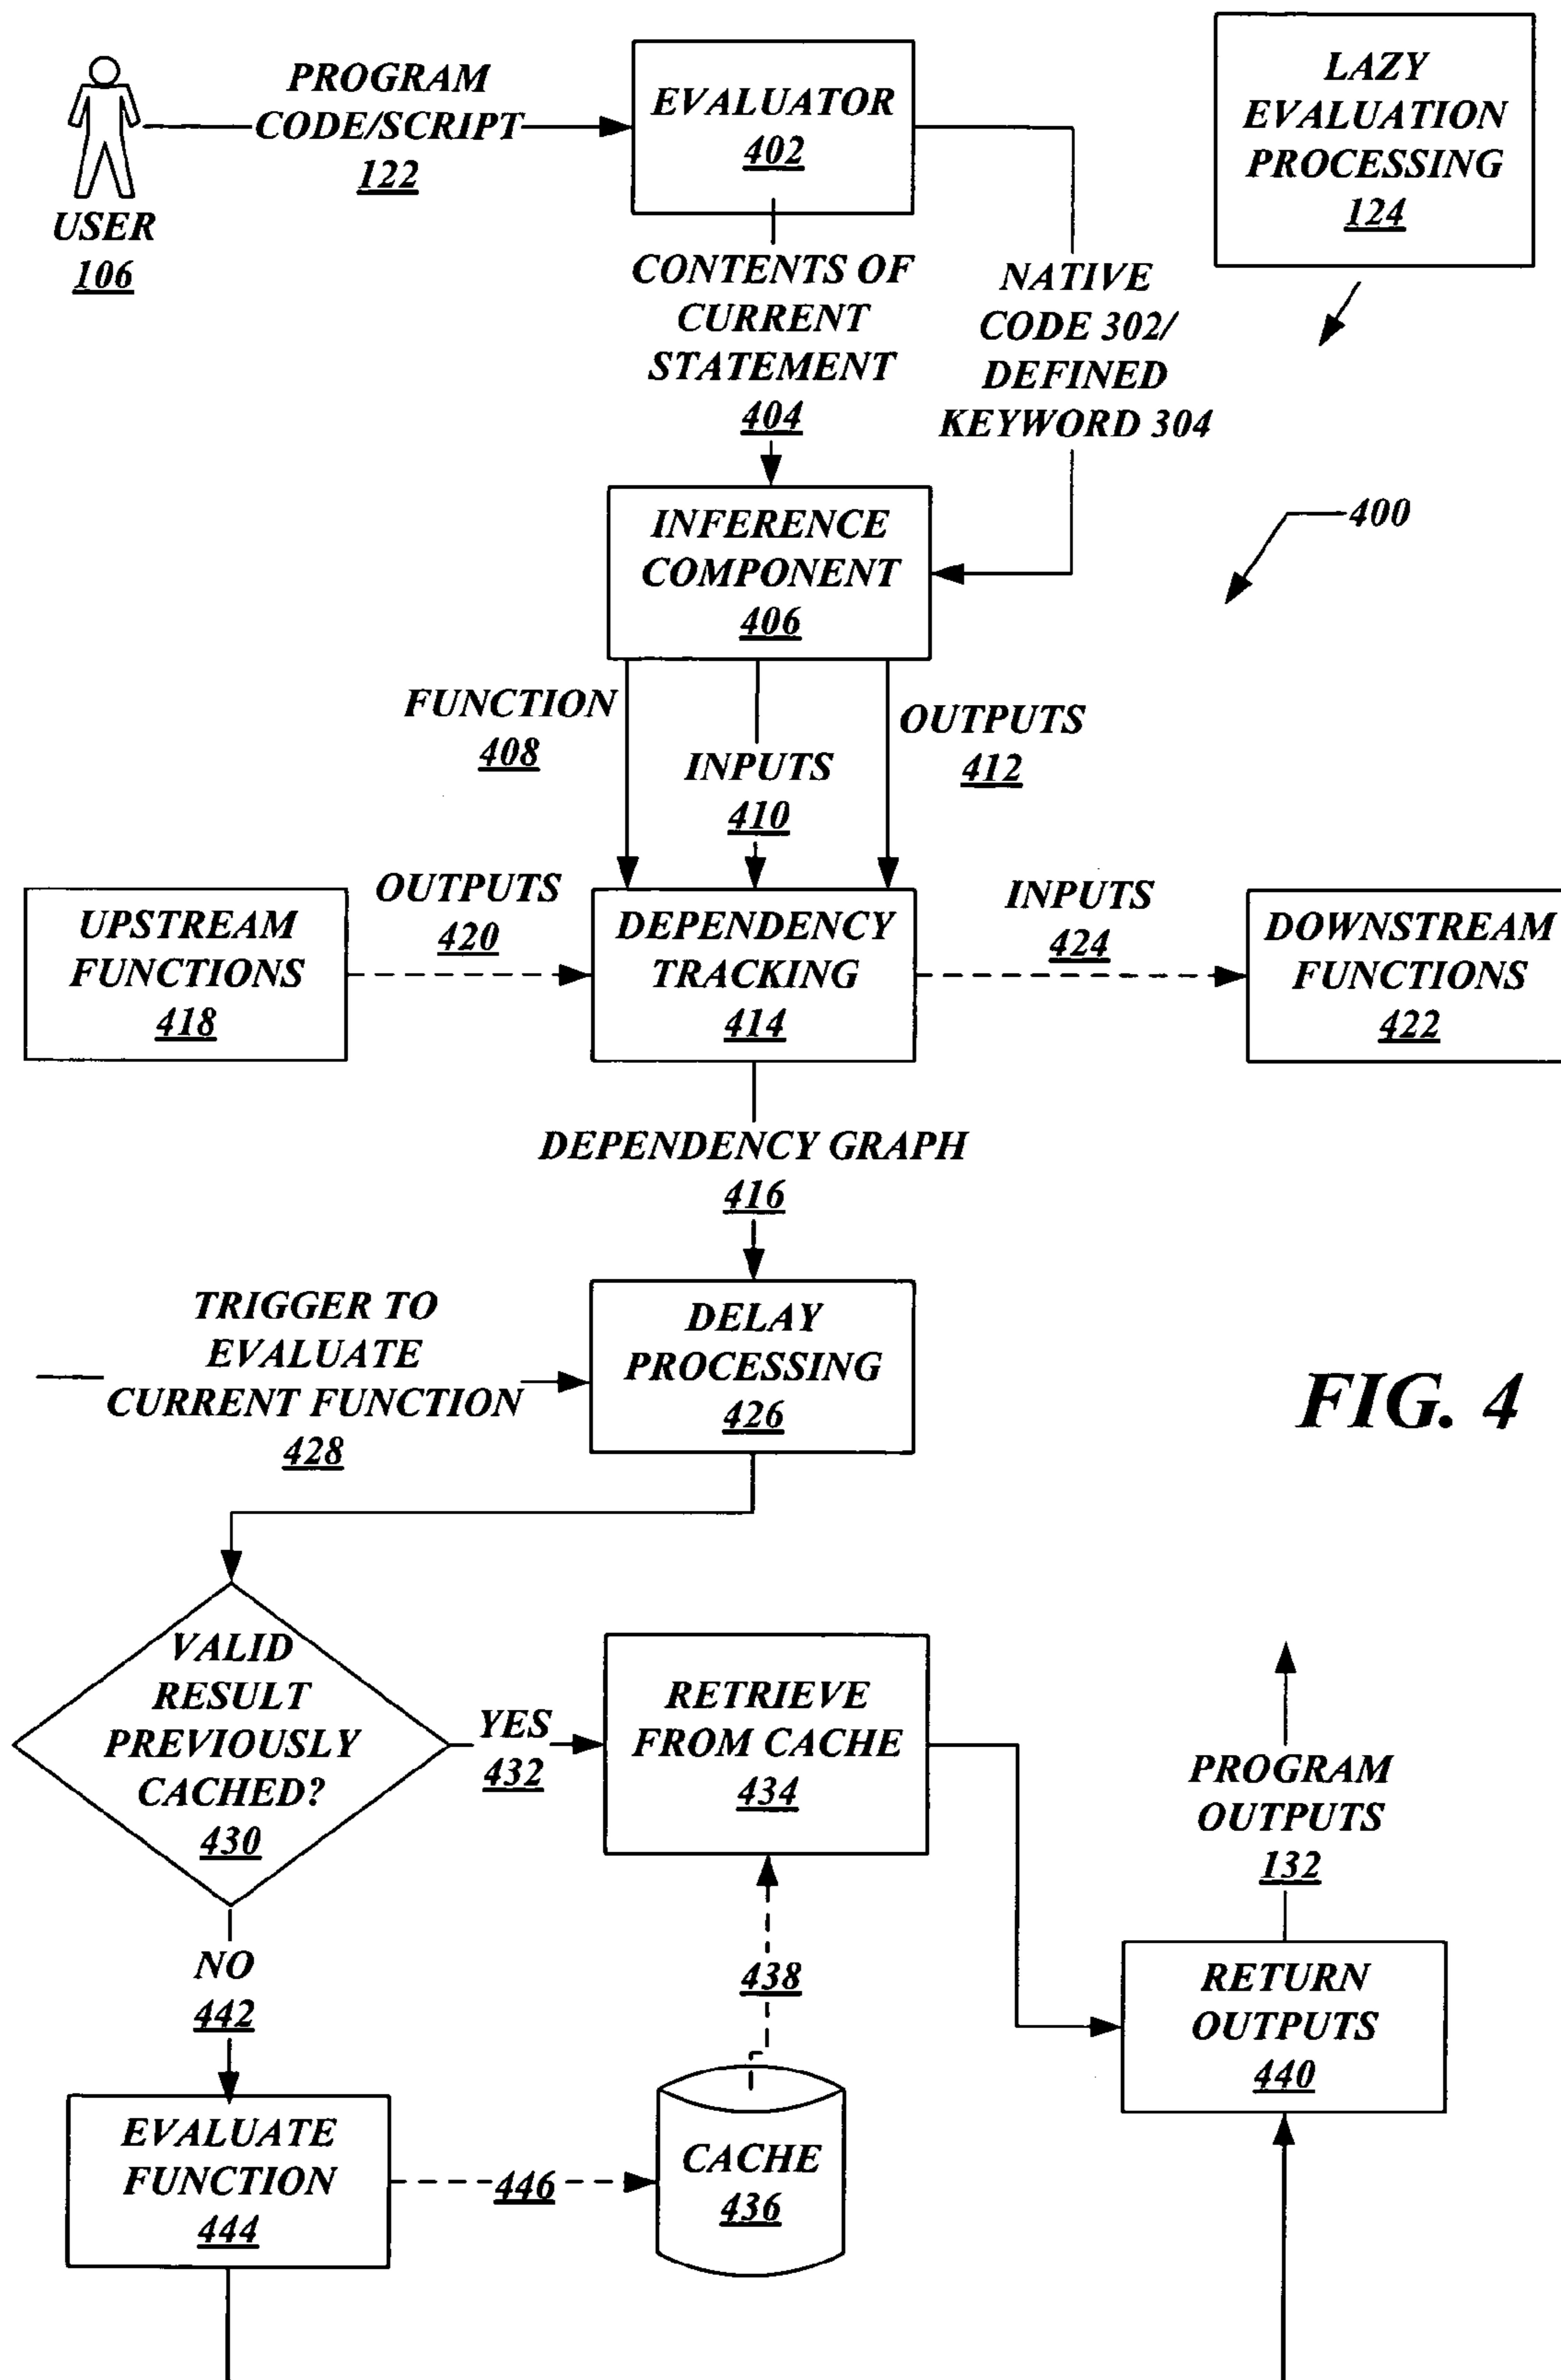 PROGRAM
CODE/SCRIPT
122
USER
106
EVALUATOR
402
LAZY
EVALUATION
PROCESSING
124
CONTENTS OF
CURRENT
STATEMENT
404
NATIVE
CODE 302/
DEFINED
KEYWORD 304
INFERENCE
COMPONENT
406
400
FUNCTION
408
INPUTS
410
OUTPUTS
412
UPSTREAM
FUNCTIONS
418
OUTPUTS
420
DEPENDENCY
TRACKING
414
INPUTS
424
DOWNSTREAM
FUNCTIONS
422
DEPENDENCY GRAPH
416
TRIGGER TO
EVALUATE
CURRENT FUNCTION
428
DELAY
PROCESSING
426
FIG. 4
VALID
RESULT
PREVIOUSLY
CACHED?
430
YES
432
RETRIEVE
FROM CACHE
434
PROGRAM
OUTPUTS
132
NO
442
438
RETURN
OUTPUTS
440
EVALUATE
FUNCTION
444
446
CACHE
436